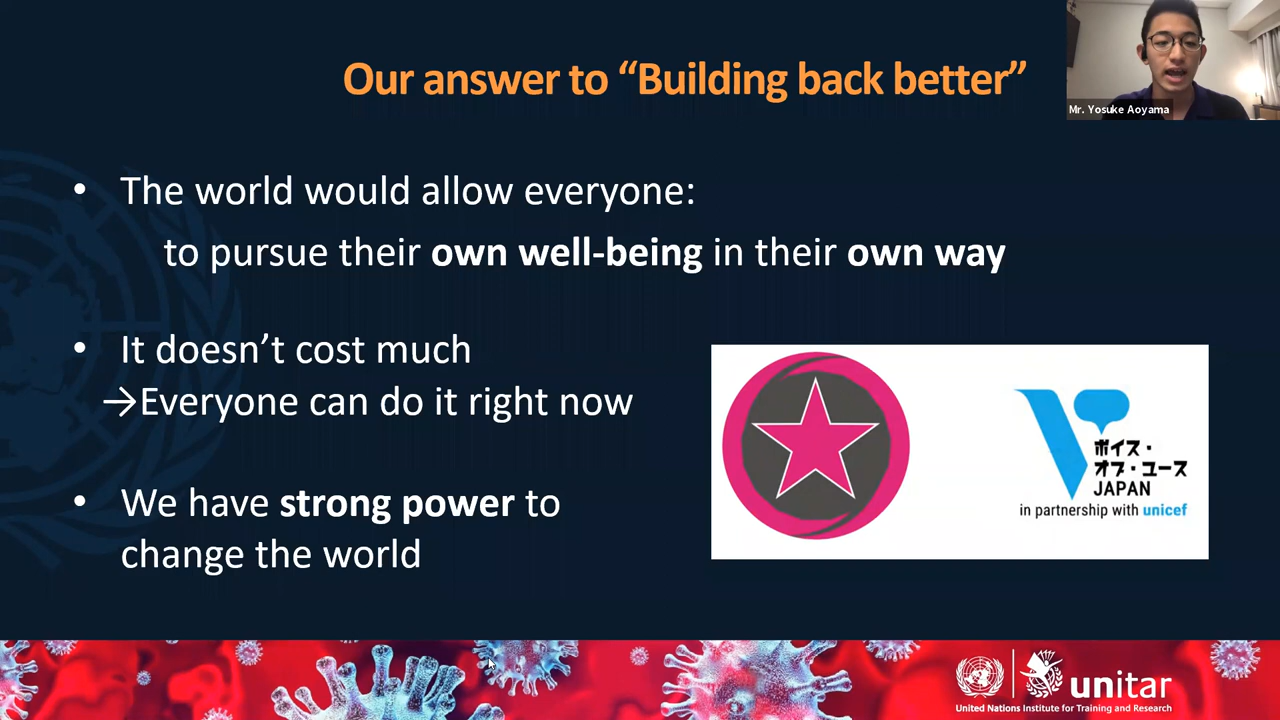 Our answer to “Building back better”
Mr. Yosuke Aoyama
• The world would allow everyone:
to pursue their own well-being in their own way
• It doesn’t cost much
→Everyone can do it right now
• We have strong power to
change the world
ボイス・
オブ・ユース
JAPAN
in partnership with unicef
unitar
United Nations Institute for Training and Research